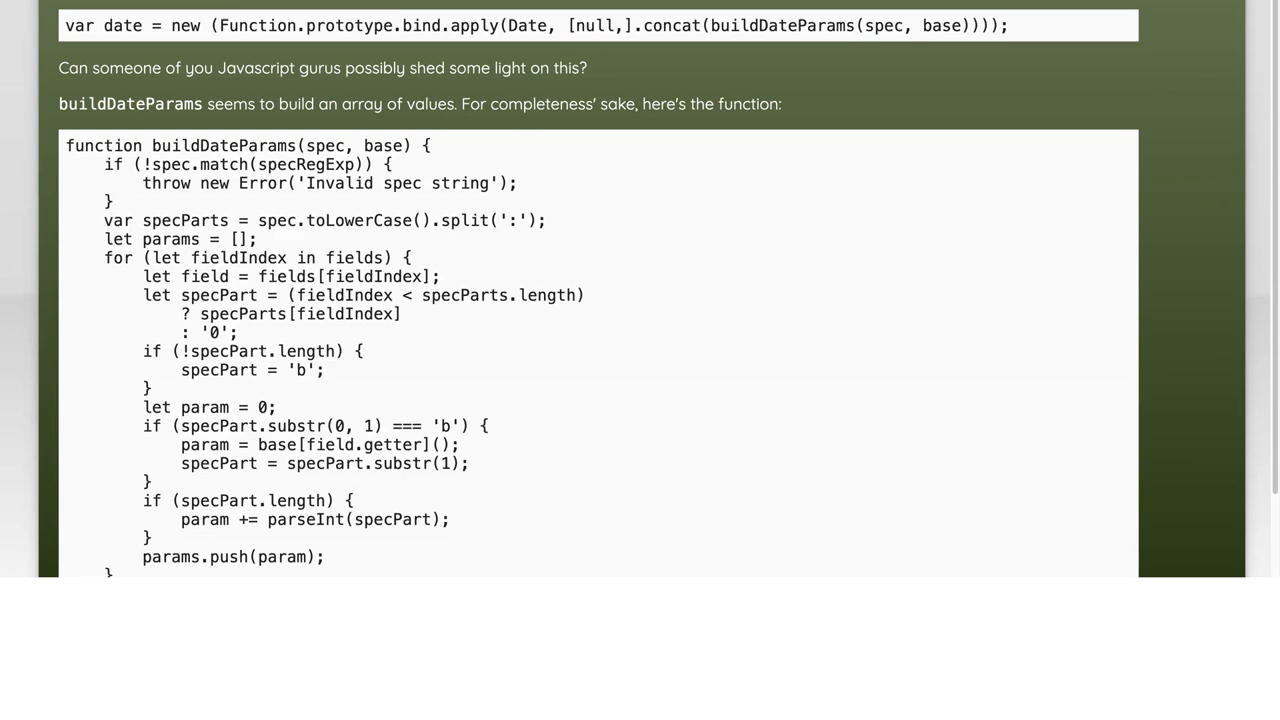 var date = new (Function.prototype.bind.apply(Date, [null,].concat(buildDateParams(spec, base))));
Can someone of you Javascript gurus possibly shed some light on this?
buildDateParams seems to build an array of values. For completeness' sake, here's the function:
function buildDateParams(spec, base) {
    if (!spec.match(specRegExp)) {
        throw new Error('Invalid spec string');
    }
    var specParts = spec.toLowerCase().split(':');
    let params = [];
    for (let fieldIndex in fields) {
        let field = fields[fieldIndex];
        let specPart = (fieldIndex < specParts.length)
            ? specParts[fieldIndex]
            : '0';
        if (!specPart.length) {
            specPart = 'b';
        }
        let param = 0;
        if (specPart.substr(0, 1) === 'b') {
            param = base[field.getter]();
            specPart = specPart.substr(1);
        }
        if (specPart.length) {
            param += parseInt(specPart);
        }
        params.push(param);
    }